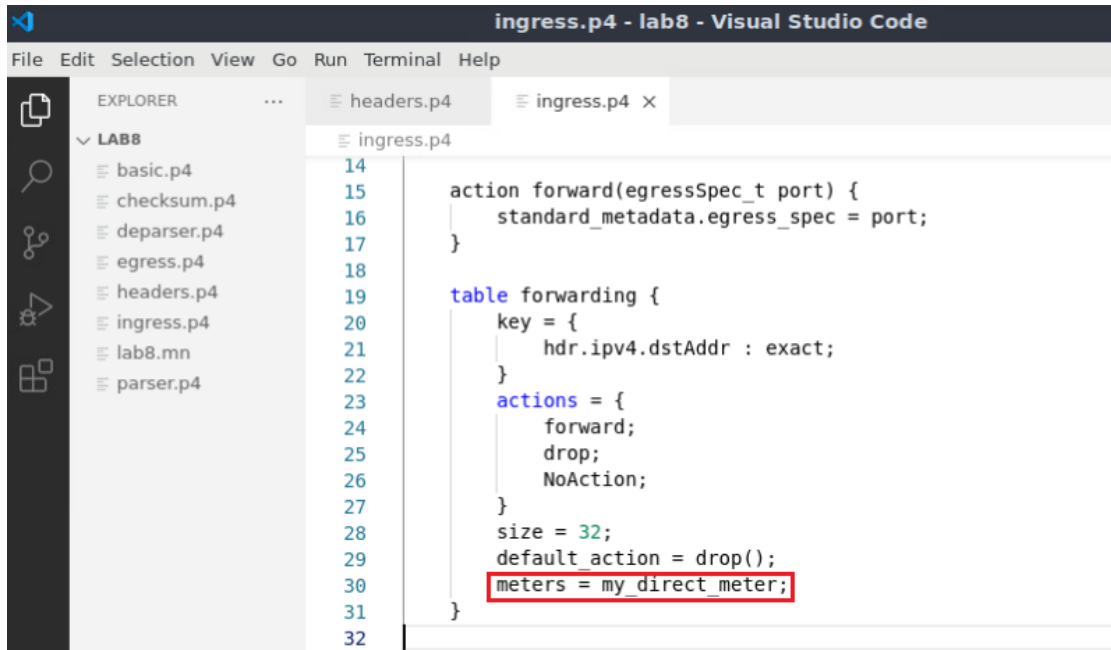 ingress.p4 - lab8 - Visual Studio Code
File Edit Selection View Go Run Terminal Help
EXPLORER ...
LAB8
basic.p4
checksum.p4
deparser.p4
egress.p4
headers.p4
ingress.p4
lab8.mn
parser.p4
headers.p4 ingress.p4 ×
ingress.p4
14
15 action forward(egressSpec_t port) {
16 standard_metadata.egress_spec = port;
17 }
18
19 table forwarding {
20 key = {
21 hdr.ipv4.dstAddr : exact;
22 }
23 actions = {
24 forward;
25 drop;
26 NoAction;
27 }
28 size = 32;
29 default_action = drop();
30 meters = my_direct_meter;
31 }
32